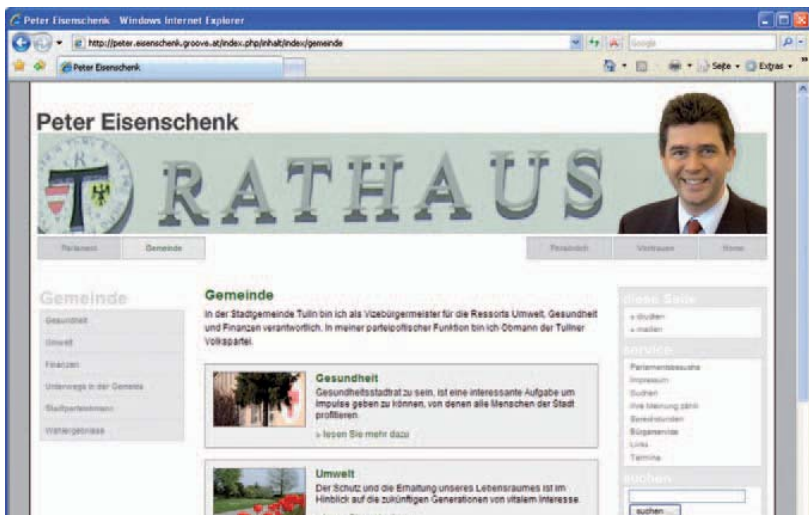 Peter Eisenschenk - Windows Internet Explorer
http://peter.eisenschenk.groove.at/index.php/inhalt/index/gemeinde
Google
Peter Eisenschenk
Seite
Extras
Peter Eisenschenk
RATHAUS
Parlament
Gemeinde
Persönlich
Vertrauen
Home
Gemeinde
Gesundheit
Umwelt
Finanzen
Unterwegs in der Gemeinde
Stadtparteiobmann
Wahlergebnisse
Gemeinde
In der Stadtgemeinde Tulln bin ich als Vizebürgermeister für die Ressorts Umwelt, Gesundheit
und Finanzen verantwortlich. In meiner parteipolitischer Funktion bin ich Obmann der Tullner
Volkspartei.
Gesundheit
Gesundheitsstadtrat zu sein, ist eine interessante Aufgabe um
Impulse geben zu können, von denen alle Menschen der Stadt
profitieren.
» lesen Sie mehr dazu
Umwelt
Der Schutz und die Erhaltung unseres Lebensraumes ist im
Hinblick auf die zukünftigen Generationen von vitalem Interesse.
diese Seite
» drucken
» mailen
service
Parlamentsbesuche
Impressum
Suchen
Ihre Meinung zählt
Sprechstunden
Bürgerservice
Links
Termine
suchen
suchen ...